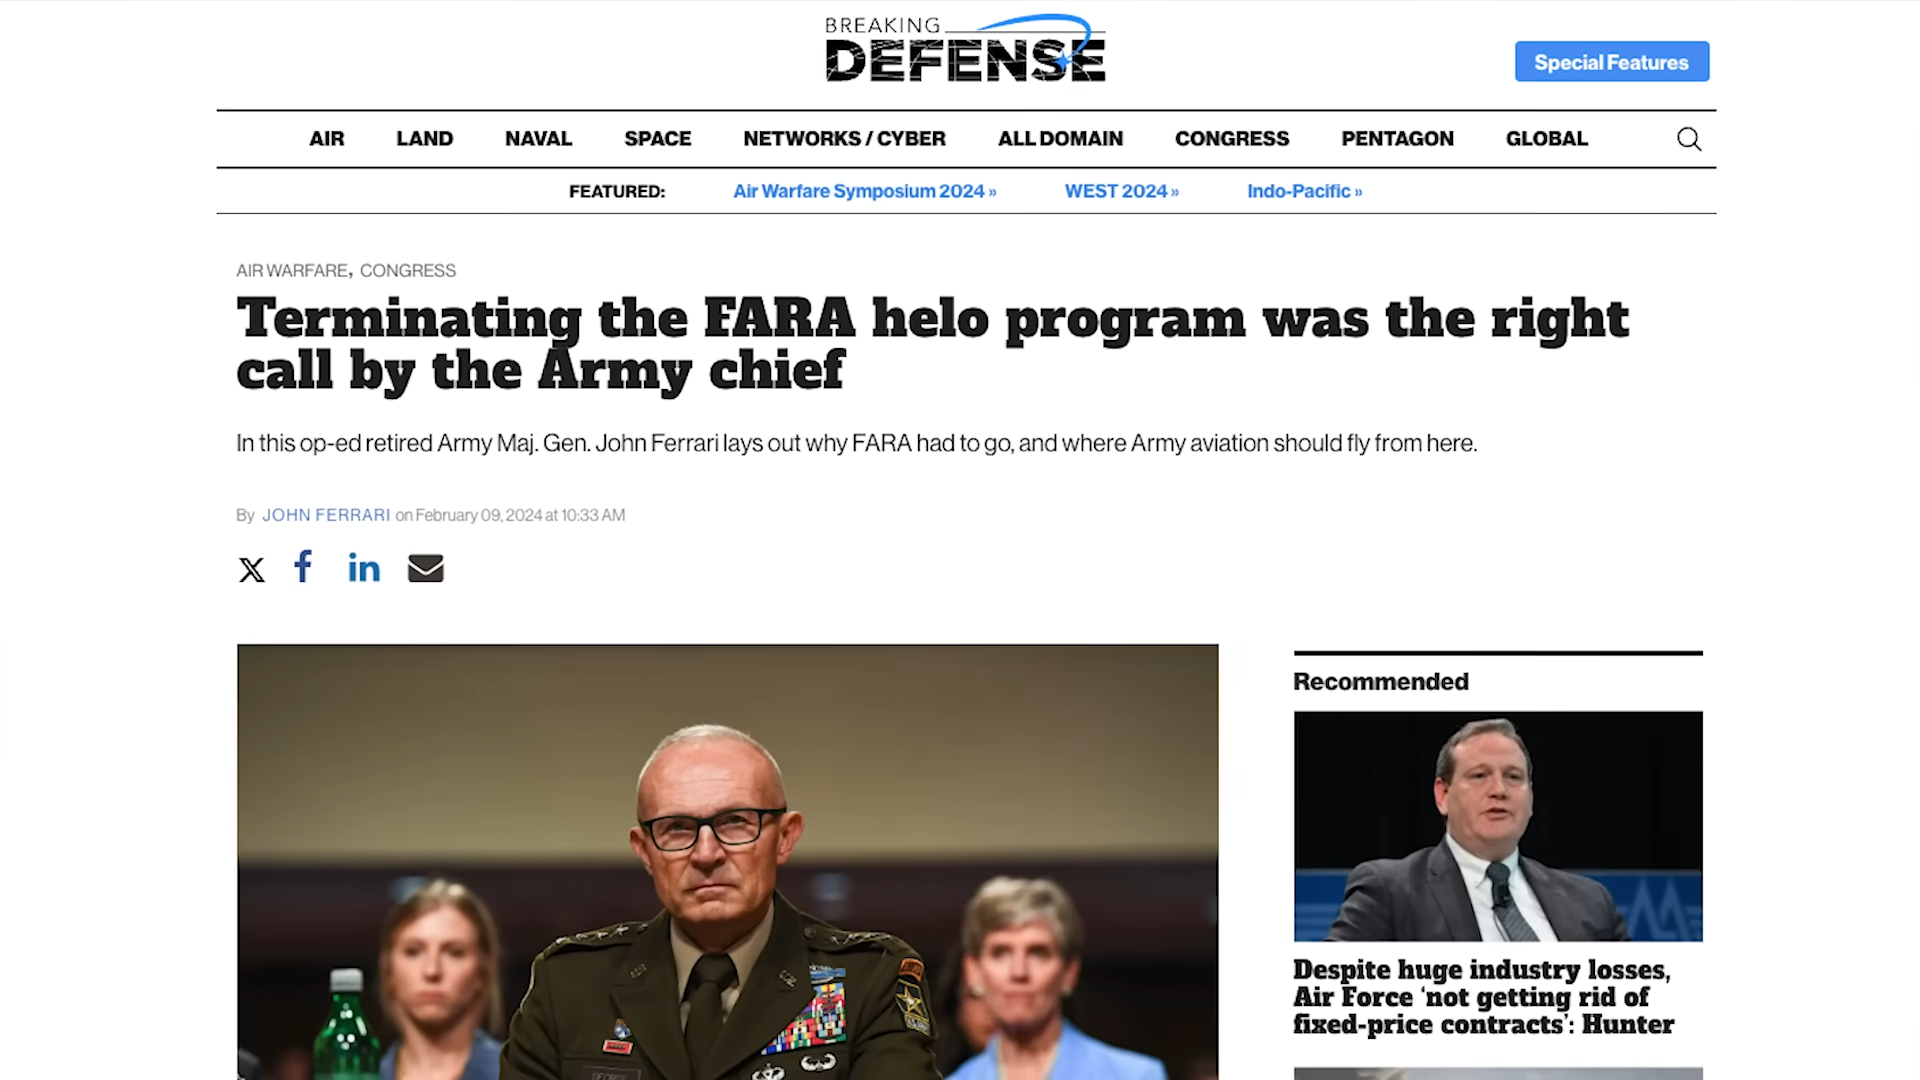 BREAKING
DEFENSE
Special Features
AIR LAND NAVAL SPACE NETWORKS / CYBER ALL DOMAIN CONGRESS PENTAGON GLOBAL
FEATURED: Air Warfare Symposium 2024 » WEST 2024 » Indo-Pacific »
AIR WARFARE, CONGRESS
Terminating the FARA helo program was the right
call by the Army chief
In this op-ed retired Army Maj. Gen. John Ferrari lays out why FARA had to go, and where Army aviation should fly from here.
By JOHN FERRARI on February 09, 2024 at 10:33 AM
Recommended
Despite huge industry losses,
Air Force ‘not getting rid of
fixed-price contracts’: Hunter